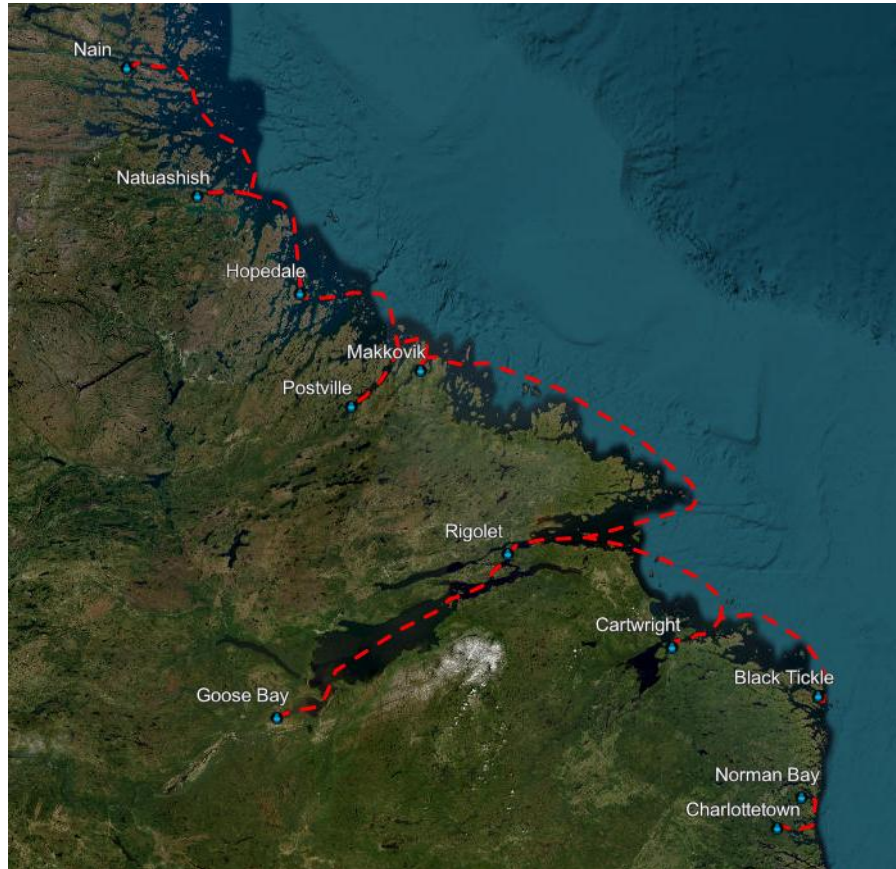 Nain
Natuashish
Hopedale
Makkovik
Postville
Rigolet
Cartwright
Black Tickle
Goose Bay
Norman Bay
Charlottetown